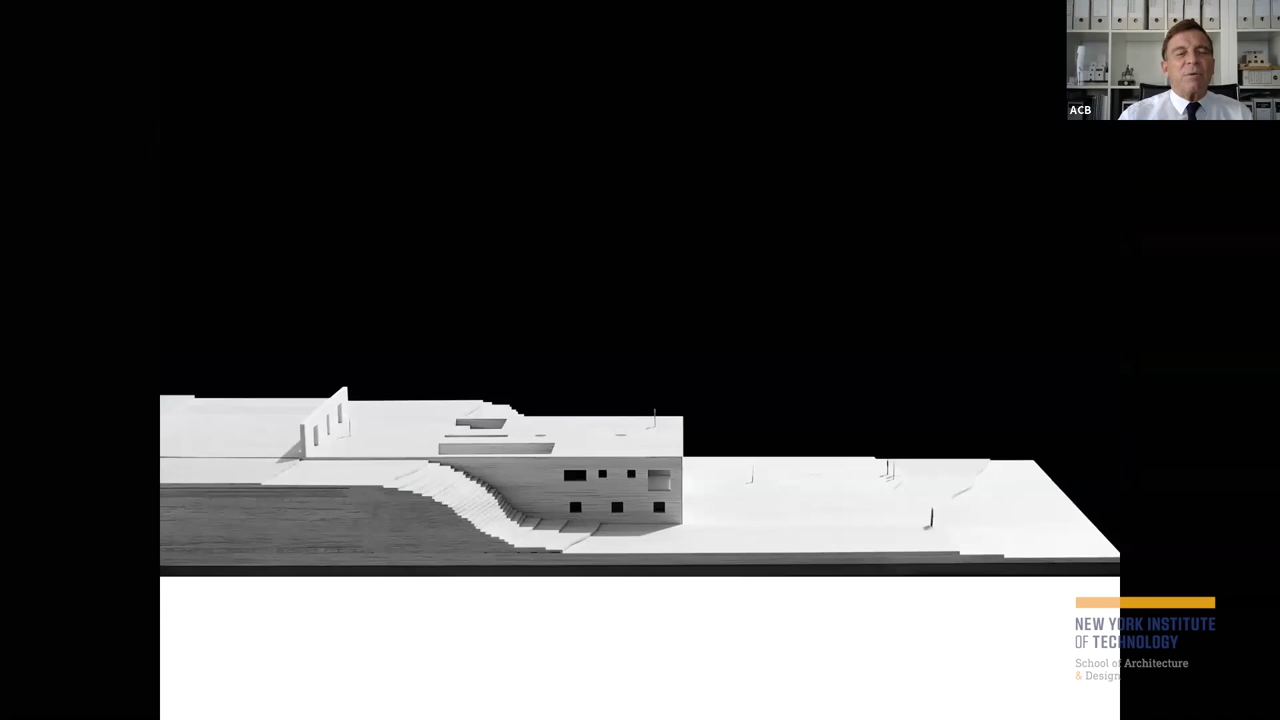 ACB
NEW YORK INSTITUTE
OF TECHNOLOGY
School of Architecture
& Design